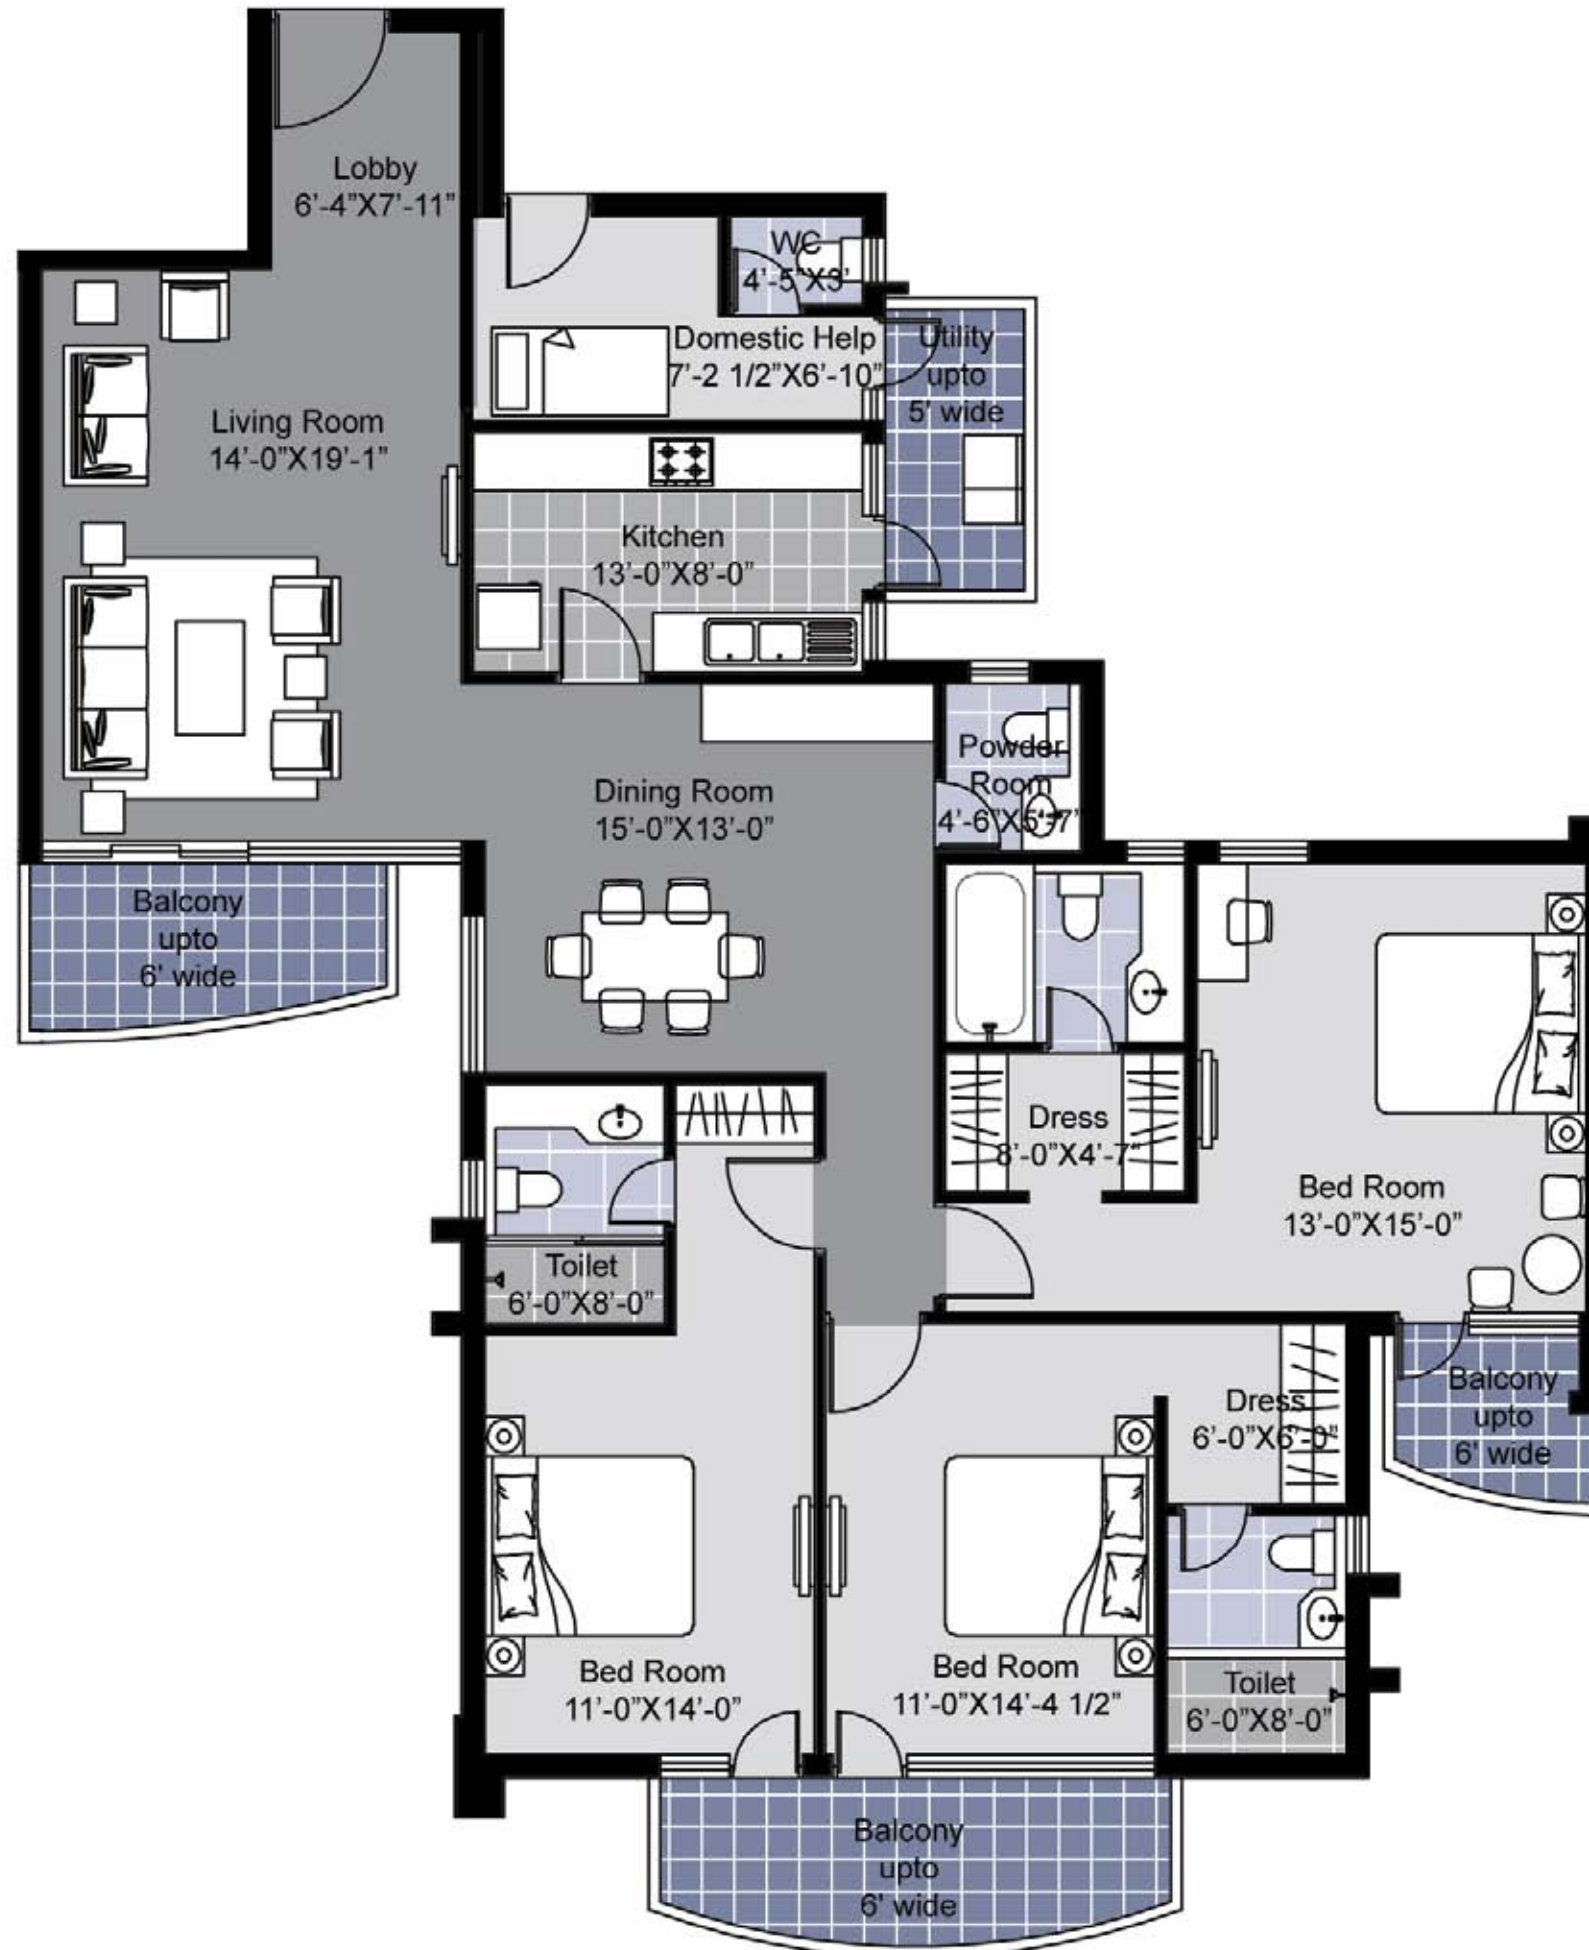 Lobby
6'-4”X7'-11”
WC
4'-5”X3'
Domestic Help
7'-2 1/2”X6'-10”
Utility
upto
5' wide
Living Room
14'-0”X19'-1”
Kitchen
13'-0”X8'-0”
Powder
Room
4'-6”X5'-7'
Dining Room
15'-0”X13'-0”
Balcony
upto
6' wide
Dress
8'-0”X4'-7”
Bed Room
13'-0”X15'-0”
Toilet
6'-0”X8'-0”
Balcony
upto
6' wide
Dress
6'-0”X6'-0”
Bed Room
11'-0”X14'-0”
Bed Room
11'-0”X14'-4 1/2”
Toilet
6'-0”X8'-0”
Balcony
upto
6' wide